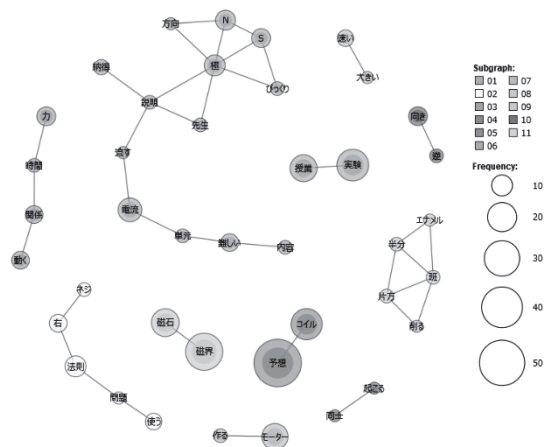 方向
N
S
極
びっくり
納得
説明
先生
流す
電流
単元
難しい
内容
速い
大きい
向き
逆
授業
実験
力
時間
関係
動く
エナメル
半分
班
片方
削る
ネジ
右
法則
問題
使う
磁石
磁界
コイル
予想
起こる
同士
作る
モーター
Subgraph:
01 07
02 08
03 09
04 10
05 11
06
Frequency:
10
20
30
40
50